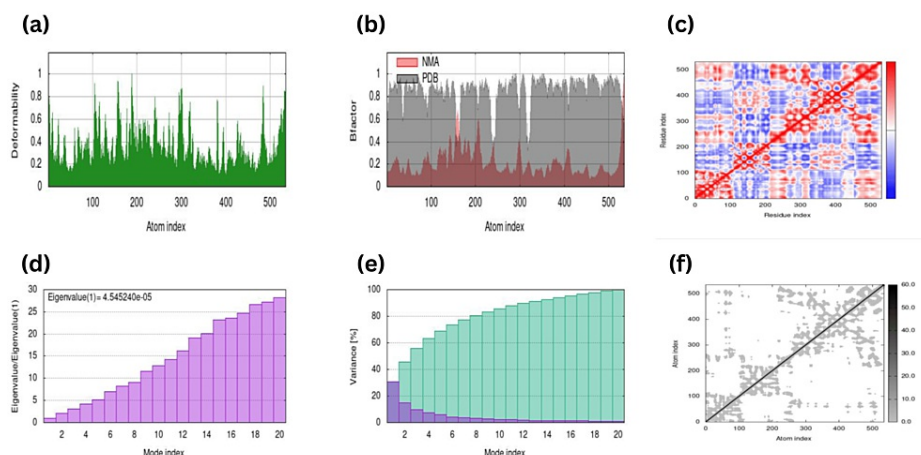 (a)
Deformability
1
0.8
0.6
0.4
0.2
0
100 200 300 400 500
Atom index
(b)
Bfactor
NMA
PDB
1
0.8
0.6
0.4
0.2
0
100 200 300 400 500
Atom index
(c)
Residue index
500
400
300
200
100
0
0 100 200 300 400 500
Residue index
(d)
Eigenvalue/Eigenvalue(1)
Eigenvalue(1)= 4.545240e-05
30
25
20
15
10
5
0
2 4 6 8 10 12 14 16 18 20
Mode index
(e)
Variance [%]
100
80
60
40
20
0
2 4 6 8 10 12 14 16 18 20
Mode index
(f)
Atom index
500
400
300
200
100
0
0 100 200 300 400 500
Atom index
60.0
50.0
40.0
30.0
20.0
10.0
0.0